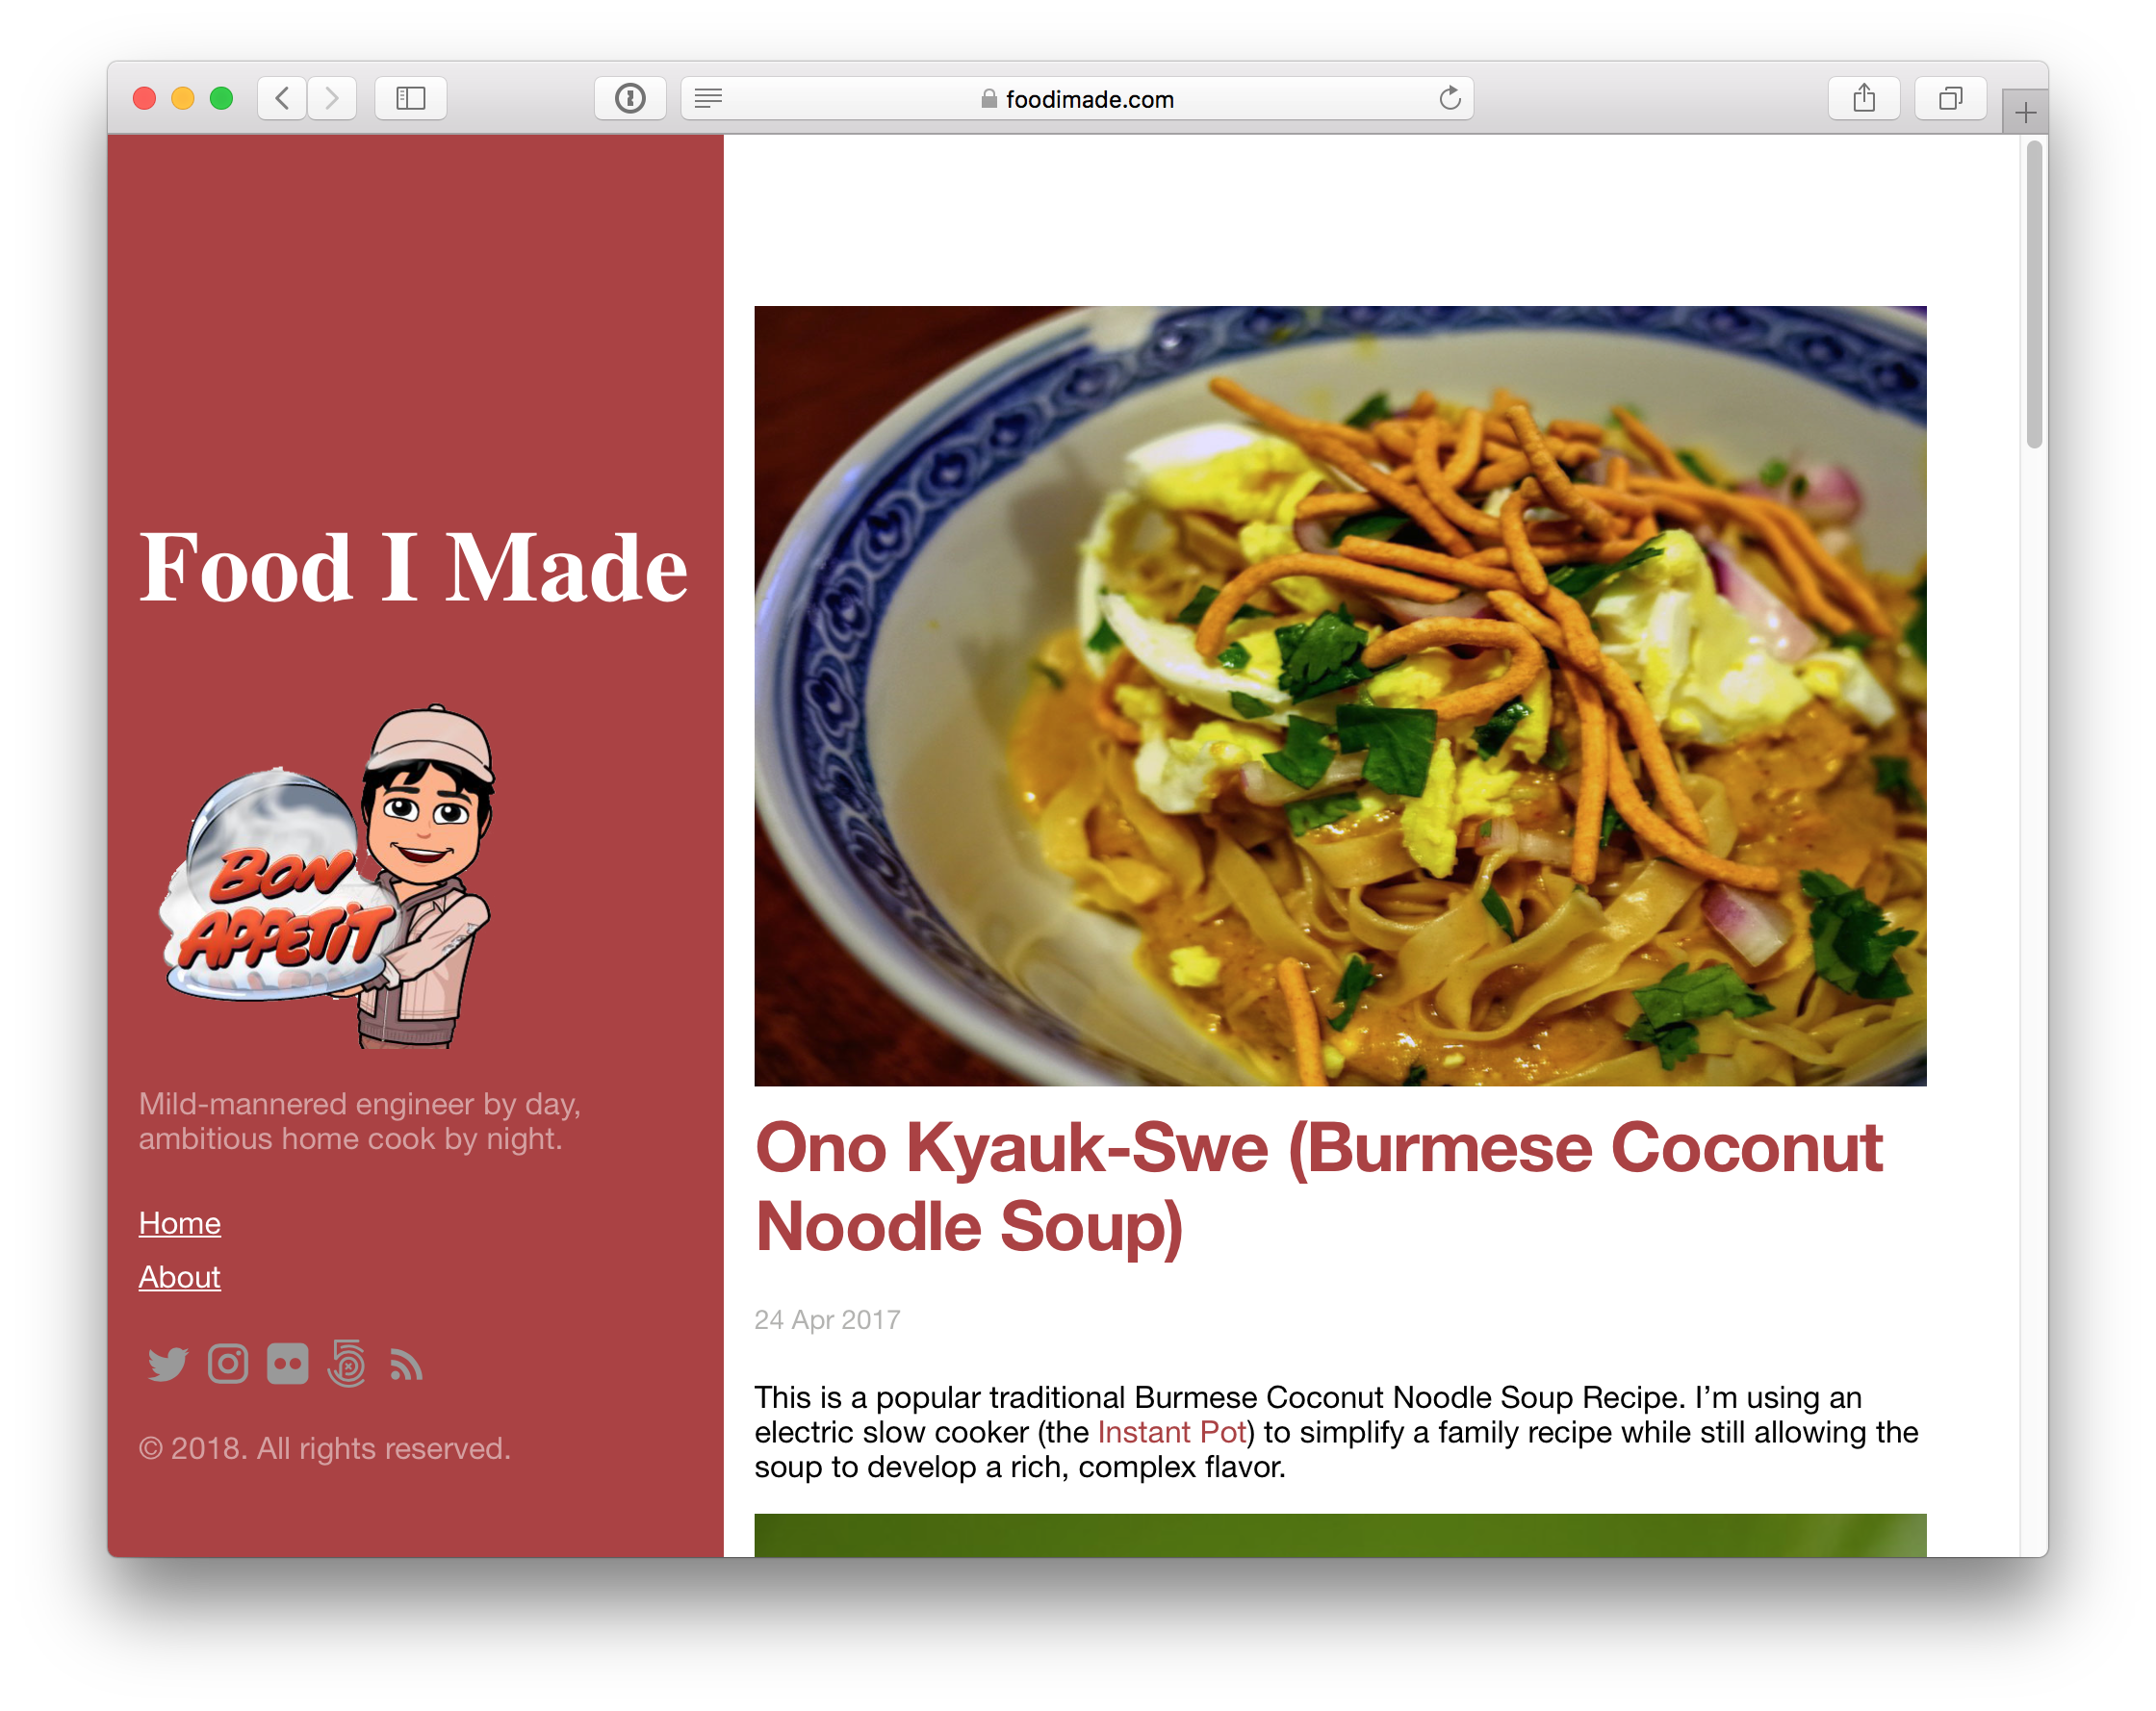 foodimade.com
Food I Made
BON
APPETIT
Mild-mannered engineer by day,
ambitious home cook by night.
Home
About
© 2018. All rights reserved.
Ono Kyauk-Swe (Burmese Coconut
Noodle Soup)
24 Apr 2017
This is a popular traditional Burmese Coconut Noodle Soup Recipe. I’m using an
electric slow cooker (the Instant Pot) to simplify a family recipe while still allowing the
soup to develop a rich, complex flavor.